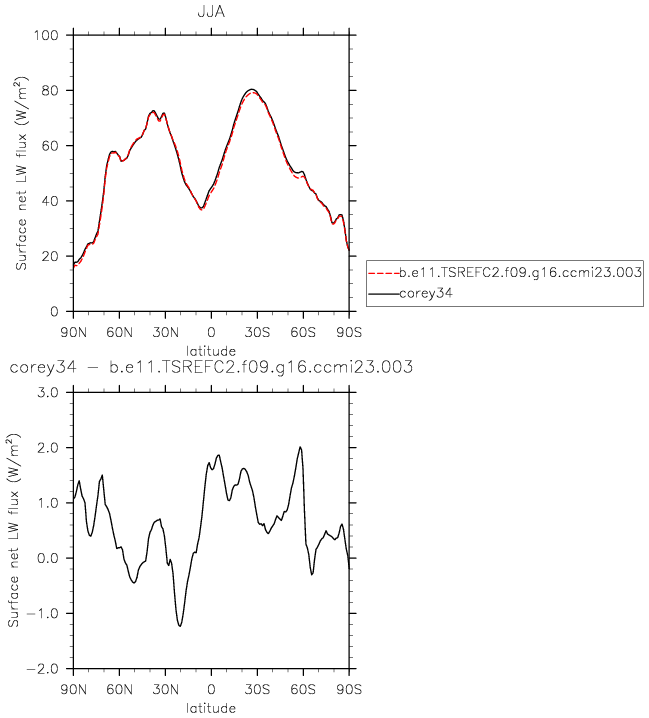 JJA
Surface net LW flux (W/m²)
100
80
60
40
20
0
90N 60N 30N 0 30S 60S 90S
latitude
b.e11.TSREFC2.f09.g16.ccmi23.003
corey34
corey34 − b.e11.TSREFC2.f09.g16.ccmi23.003
Surface net LW flux (W/m²)
3.0
2.0
1.0
0.0
−1.0
−2.0
90N 60N 30N 0 30S 60S 90S
latitude